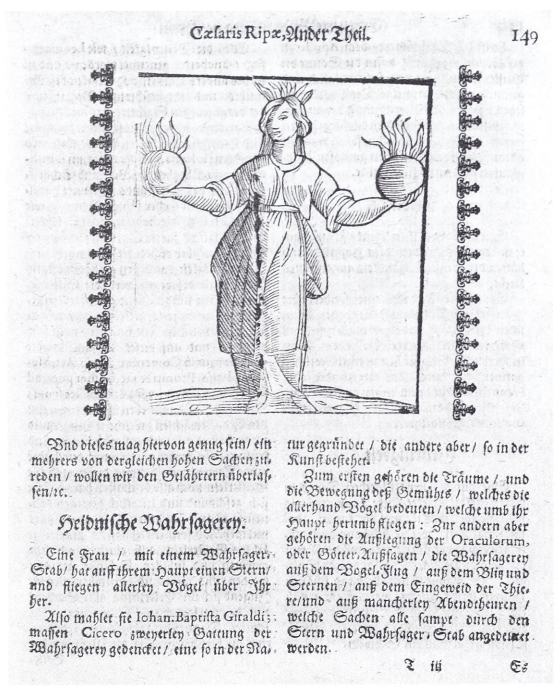 Cæsaris Ripæ, Ander Theil.
149
Vnd dieses mag hiervon genug sein/ ein
mehrers von dergleichen hohen Sachen zu
reden / wollen wir den Gelährtern überlas-
sen/ɾc.
Heidnische Wahrsagerey.
Eine Frau / mit einem Wahrsager-
Stab/ hat auff ihrem Haupt einen Stern/
und fliegen allerley Vögel über Ihr
her.
Also mahlet sie Iohan. Baptista Giraldi;
massen Cicero zweyerley Gattung der
Wahrsagerey gedencket/ eine so in der Na-
tur gegründet / die andere aber / so in der
Kunst bestehet.
Zum ersten gehören die Träume / und
die Bewegung deß Gemühts / welches die
allerhand Vögel bedeuten / welche umb ihr
Haupt herumb fliegen: Zur andern aber
gehören die Außlegung der Oraculorum,
oder Götter-Außsagen / die Wahrsagerey
auß dem Vogel-Flug / auß dem Blitz und
Sternen / auß dem Eingeweid der Thie-
re/und auß mancherley Abendtheuren /
welche Sachen alle sampt durch den
Stern und Wahrsager-Stab angedeutet
werden.
T iii
Es